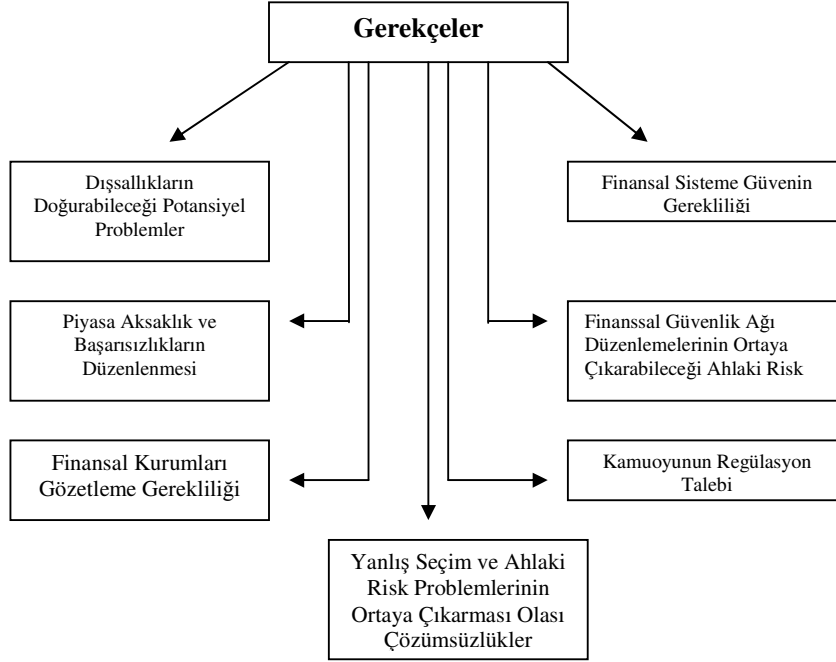 Gerekçeler
Dışsallıkların
Doğurabileceği Potansiyel
Problemler
Finansal Sisteme Güvenin
Gerekliliği
Piyasa Aksaklık ve
Başarısızlıkların
Düzenlenmesi
Finanssal Güvenlik Ağı
Düzenlemelerinin Ortaya
Çıkarabileceği Ahlaki Risk
Finansal Kurumları
Gözetleme Gerekliliği
Kamuoyunun Regülasyon
Talebi
Yanlış Seçim ve Ahlaki
Risk Problemlerinin
Ortaya Çıkarması Olası
Çözümsüzlükler